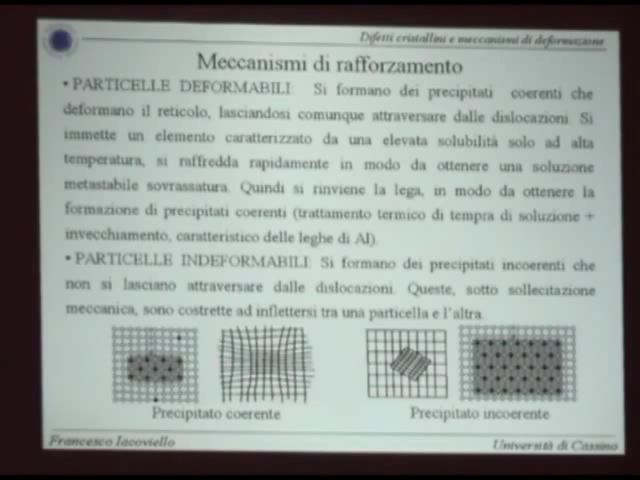 Difetti cristallini e meccanismi di deformazione
Meccanismi di rafforzamento
• PARTICELLE DEFORMABILI: Si formano dei precipitati coerenti che
deformano il reticolo, lasciandosi comunque attraversare dalle dislocazioni. Si
immette un elemento caratterizzato da una elevata solubilità solo ad alta
temperatura, si raffredda rapidamente in modo da ottenere una soluzione
metastabile sovrassatura. Quindi si rinviene la lega, in modo da ottenere la
formazione di precipitati coerenti (trattamento termico di tempra di soluzione +
invecchiamento, caratteristico delle leghe di Al).
• PARTICELLE INDEFORMABILI: Si formano dei precipitati incoerenti che
non si lasciano attraversare dalle dislocazioni. Queste, sotto sollecitazione
meccanica, sono costrette ad inflettersi tra una particella e l'altra.
Precipitato coerente
Precipitato incoerente
Francesco Iacoviello
Università di Cassino